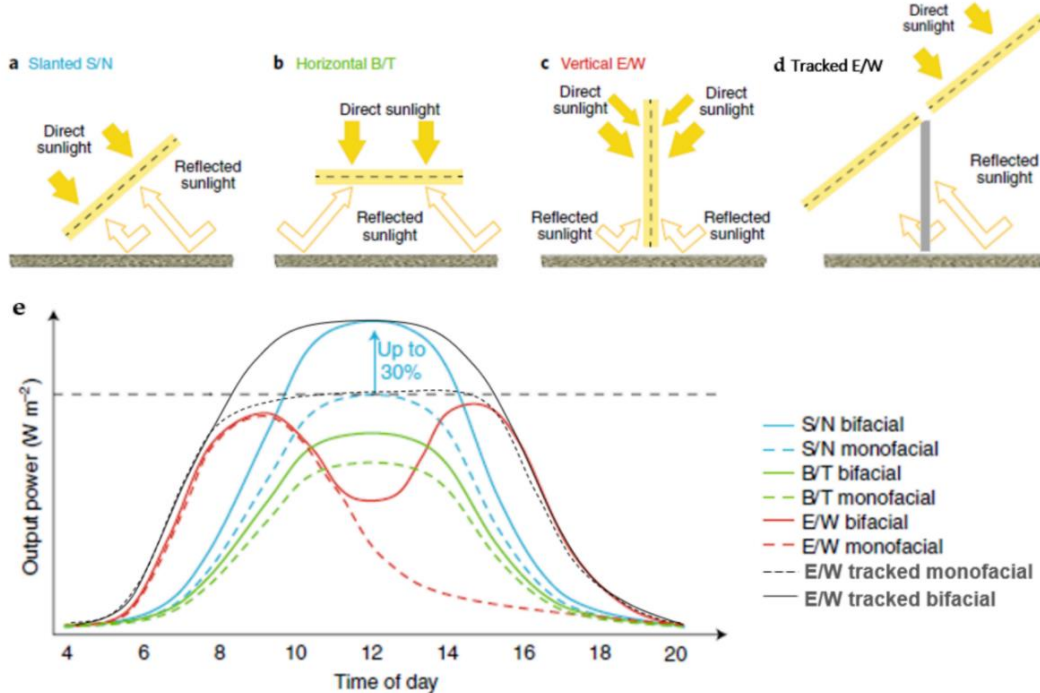 a Slanted S/N
Direct
sunlight
Reflected
sunlight
b Horizontal B/T
Direct sunlight
Reflected
sunlight
c Vertical E/W
Direct
sunlight
Direct
sunlight
Reflected
sunlight
Reflected
sunlight
d Tracked E/W
Direct
sunlight
Reflected
sunlight
e
Output power (W m⁻²)
Up to
30%
4 6 8 10 12 14 16 18 20
Time of day
S/N bifacial
S/N monofacial
B/T bifacial
B/T monofacial
E/W bifacial
E/W monofacial
E/W tracked monofacial
E/W tracked bifacial